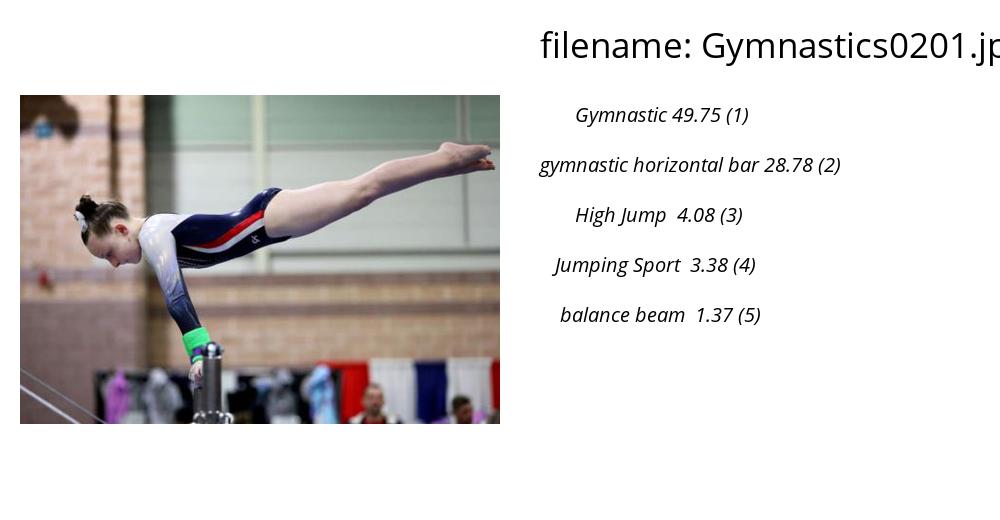 filename: Gymnastics0201.jp
Gymnastic 49.75 (1)
gymnastic horizontal bar 28.78 (2)
High Jump 4.08 (3)
Jumping Sport 3.38 (4)
balance beam 1.37 (5)